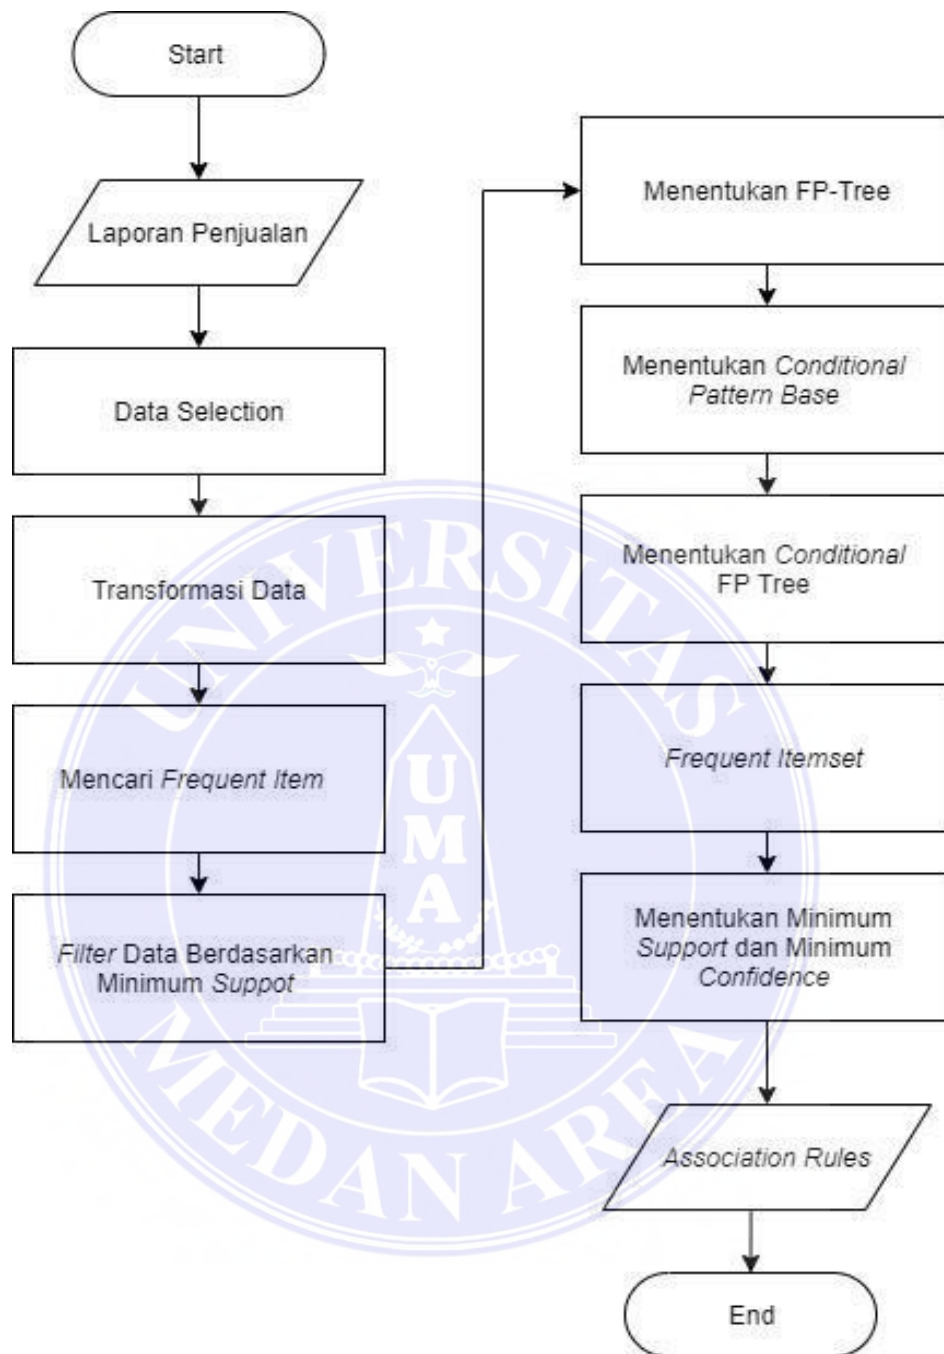 Start
Laporan Penjualan
Data Selection
Transformasi Data
Mencari Frequent Item
Filter Data Berdasarkan
Minimum Suppot
Menentukan FP-Tree
Menentukan Conditional
Pattern Base
Menentukan Conditional
FP Tree
Frequent Itemset
Menentukan Minimum
Support dan Minimum
Confidence
Association Rules
End
UNIVERSITAS
UMA
MEDAN AREA